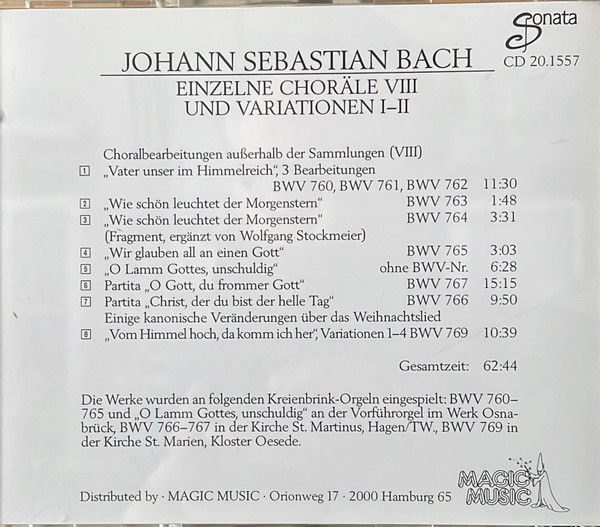 Sonata
CD 20.1557
JOHANN SEBASTIAN BACH
EINZELNE CHORÄLE VIII
UND VARIATIONEN I–II
Choralbearbeitungen außerhalb der Sammlungen (VIII)
1 „Vater unser im Himmelreich“, 3 Bearbeitungen
BWV 760, BWV 761, BWV 762 11:30
2 „Wie schön leuchtet der Morgenstern“ BWV 763 1:48
3 „Wie schön leuchtet der Morgenstern“ BWV 764 3:31
(Fragment, ergänzt von Wolfgang Stockmeier)
4 „Wir glauben all an einen Gott“ BWV 765 3:03
5 „O Lamm Gottes, unschuldig“ ohne BWV-Nr. 6:28
6 Partita „O Gott, du frommer Gott“ BWV 767 15:15
7 Partita „Christ, der du bist der helle Tag“ BWV 766 9:50
Einige kanonische Veränderungen über das Weihnachtslied
8 „Vom Himmel hoch, da komm ich her“, Variationen 1–4 BWV 769 10:39
Gesamtzeit: 62:44
Die Werke wurden an folgenden Kreienbrink-Orgeln eingespielt: BWV 760–
765 und „O Lamm Gottes, unschuldig“ an der Vorführorgel im Werk Osna-
brück, BWV 766–767 in der Kirche St. Martinus, Hagen/TW., BWV 769 in
der Kirche St. Marien, Kloster Oesede.
MAGIC
MUSIC
Distributed by · MAGIC MUSIC · Orionweg 17 · 2000 Hamburg 65